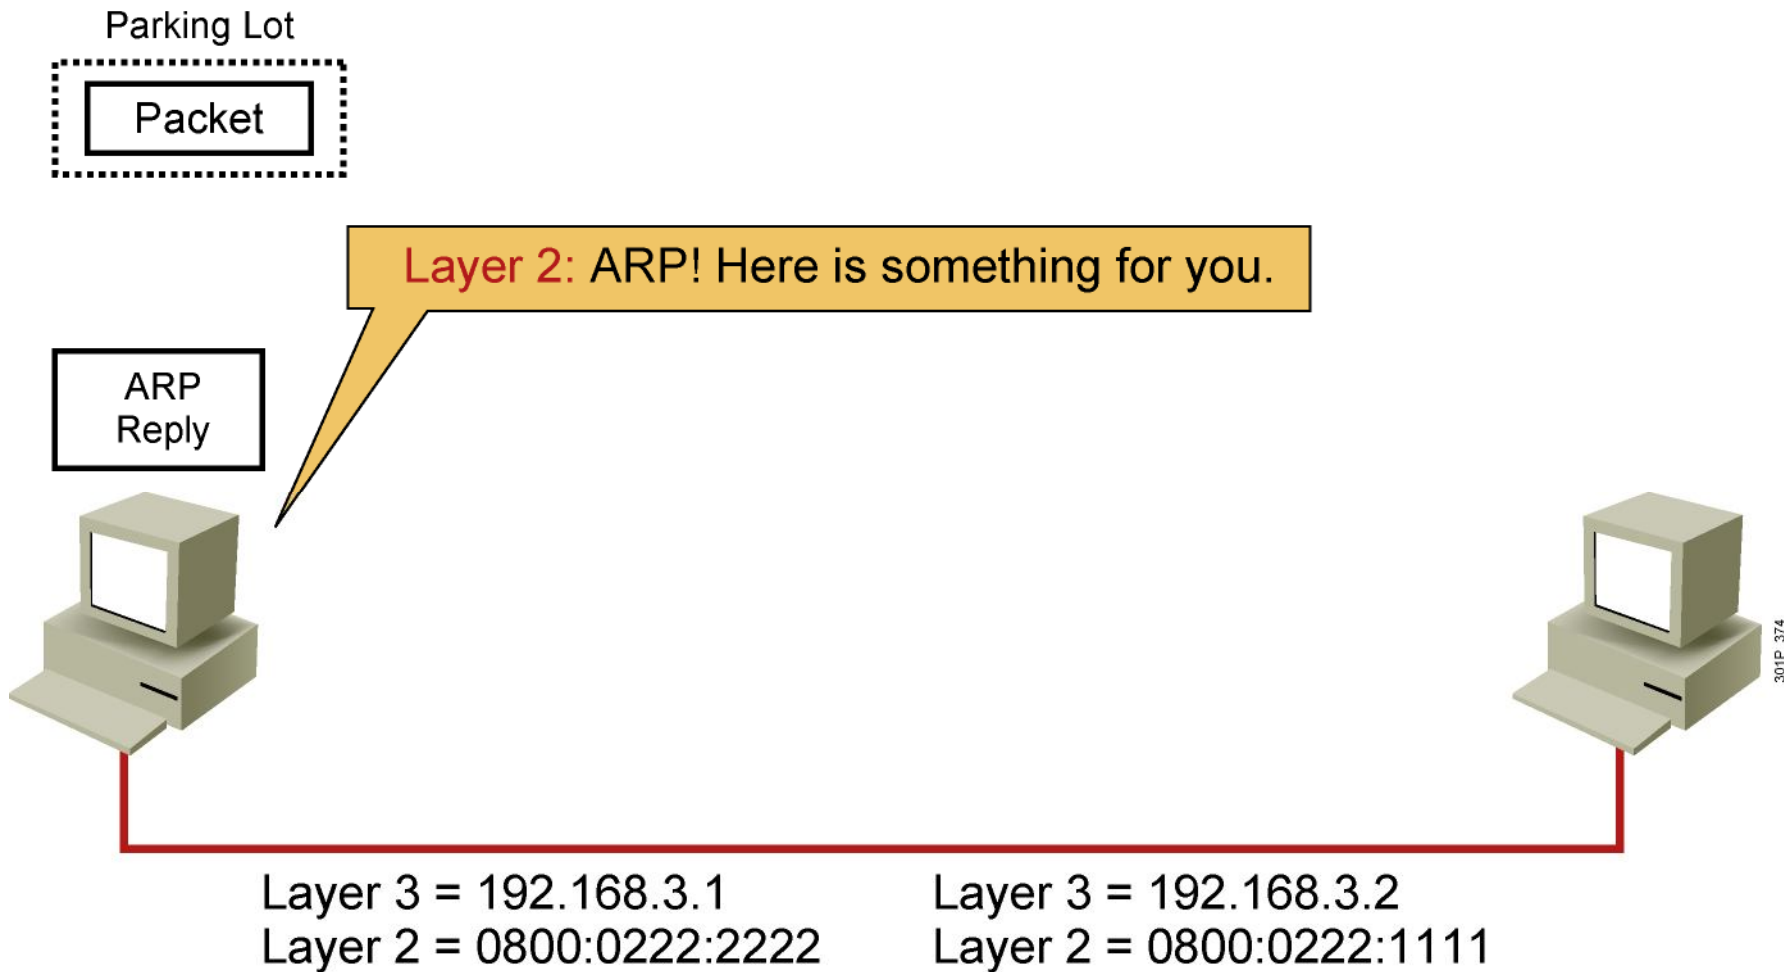 Parking Lot
Packet
Layer 2: ARP! Here is something for you.
ARP
Reply
301P_374
Layer 3 = 192.168.3.1
Layer 2 = 0800:0222:2222
Layer 3 = 192.168.3.2
Layer 2 = 0800:0222:1111